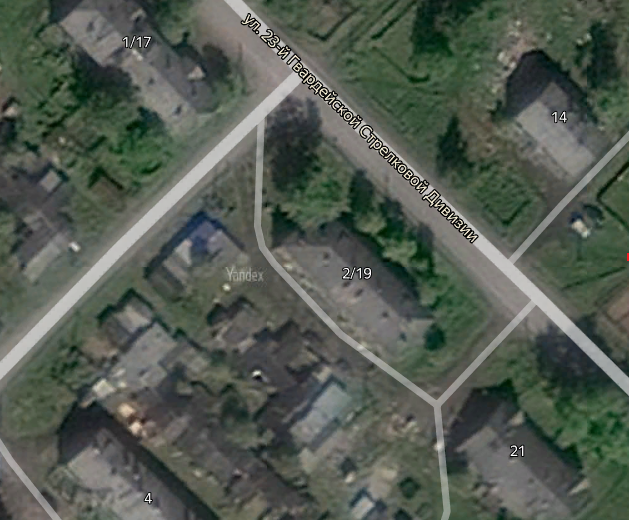 ул. 23-й Гвардейской Стрелковой Дивизии
1/17
14
2/19
Yandex
21
4